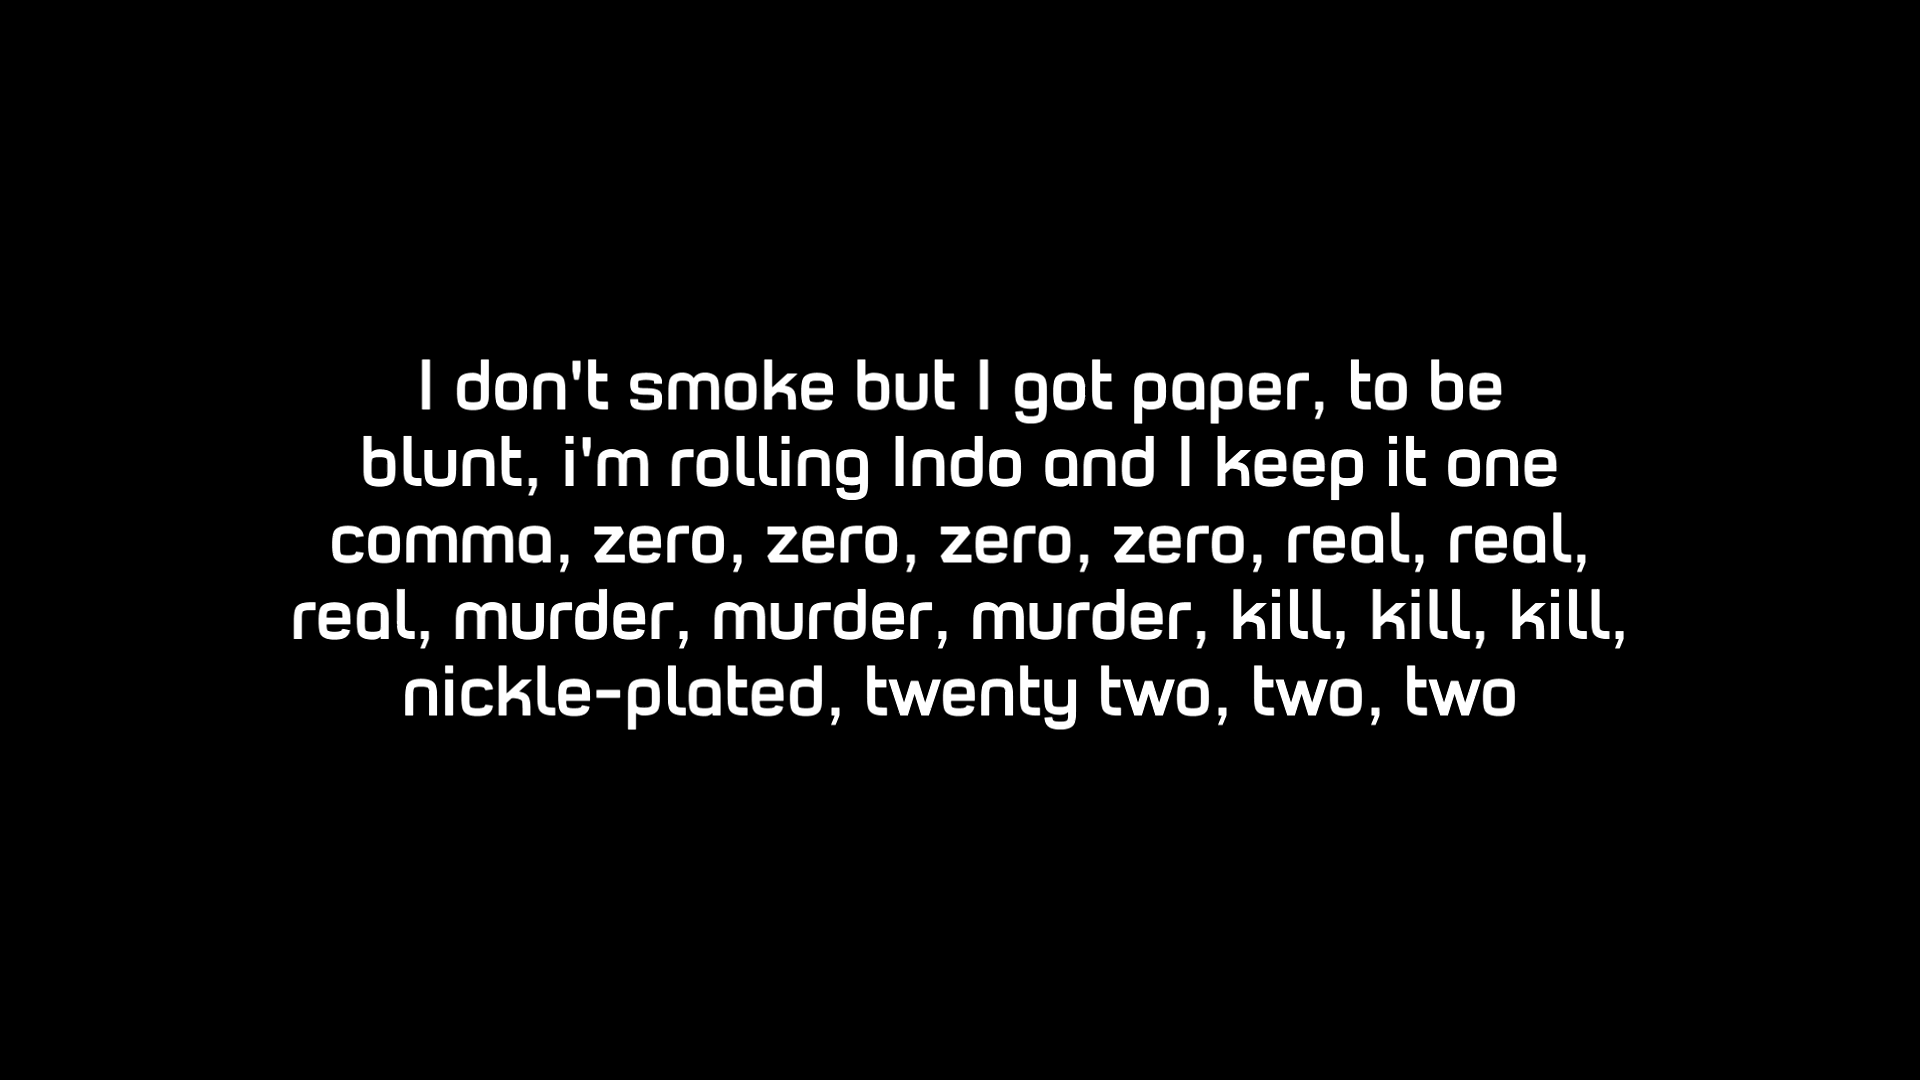 I don't smoke but I got paper, to be
blunt, i'm rolling Indo and I keep it one
comma, zero, zero, zero, zero, real, real,
real, murder, murder, murder, kill, kill, kill,
nickle-plated, twenty two, two, two